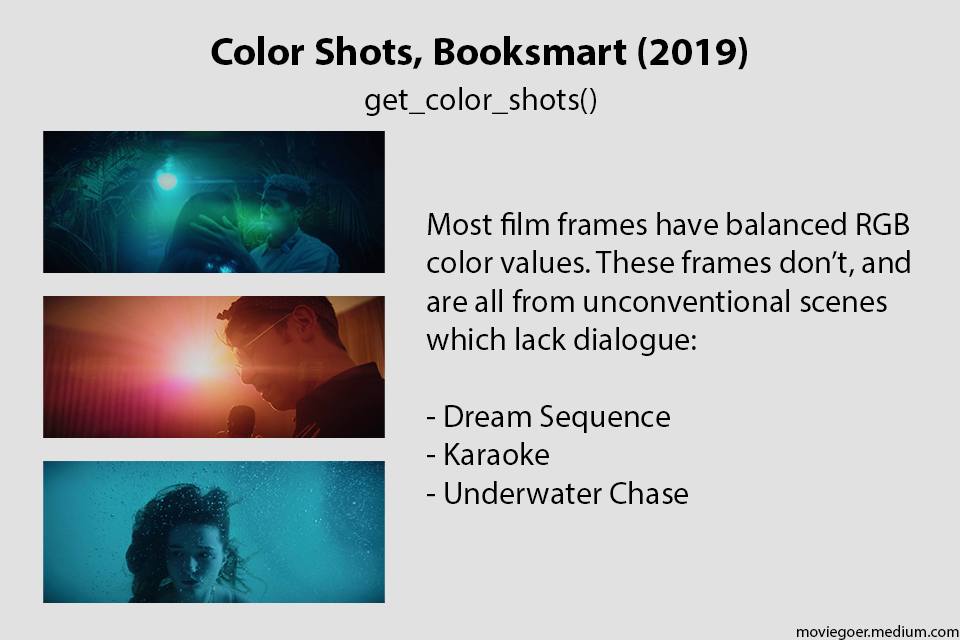 Color Shots, Booksmart (2019)
get_color_shots()
Most film frames have balanced RGB
color values. These frames don’t, and
are all from unconventional scenes
which lack dialogue:
- Dream Sequence
- Karaoke
- Underwater Chase
moviegoer.medium.com